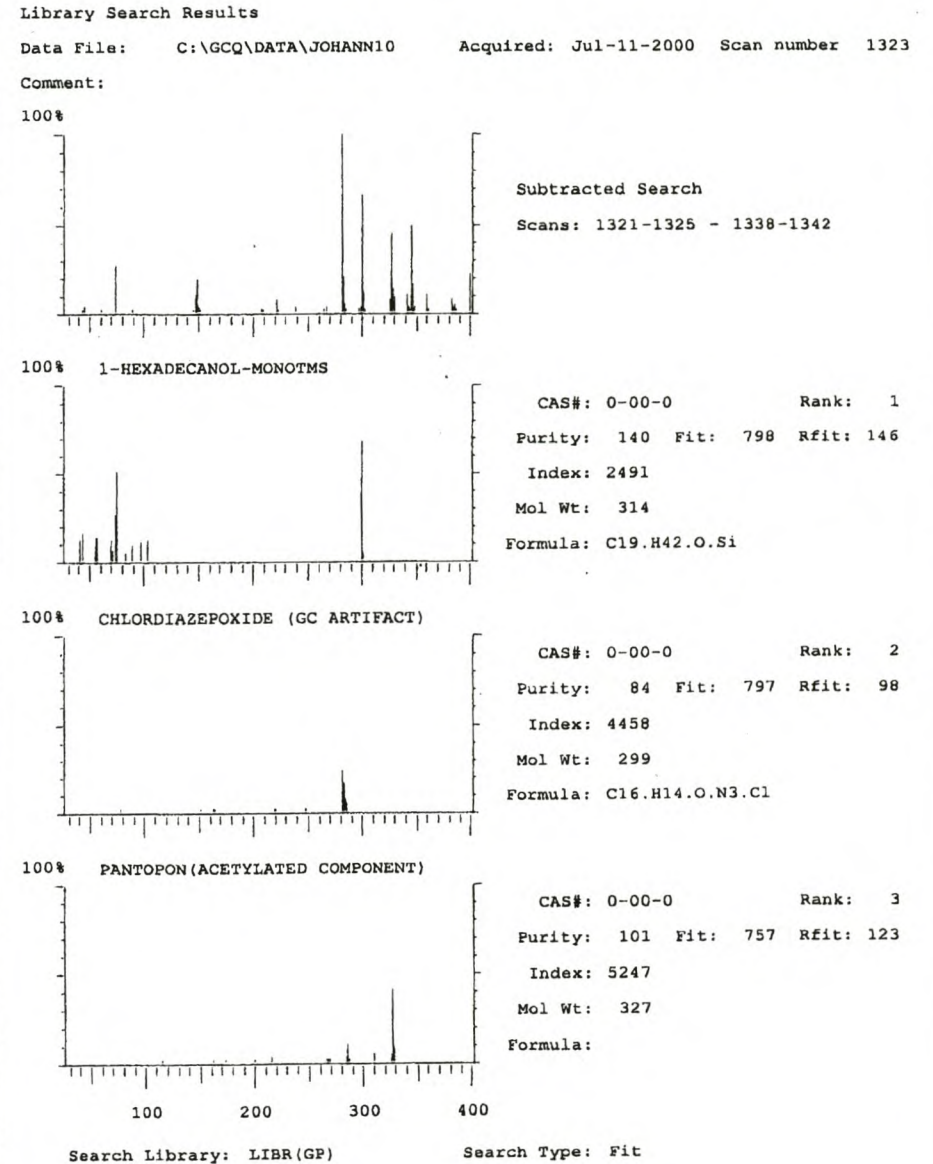 Library Search Results
Data File: C:\GCQ\DATA\JOHANN10 Acquired: Jul-11-2000 Scan number 1323
Comment:
100%
Subtracted Search
Scans: 1321-1325 - 1338-1342
100% 1-HEXADECANOL-MONOTMS
CAS#: 0-00-0 Rank: 1
Purity: 140 Fit: 798 Rfit: 146
Index: 2491
Mol Wt: 314
Formula: C19.H42.O.Si
100% CHLORDIAZEPOXIDE (GC ARTIFACT)
CAS#: 0-00-0 Rank: 2
Purity: 84 Fit: 797 Rfit: 98
Index: 4458
Mol Wt: 299
Formula: C16.H14.O.N3.Cl
100% PANTOPON(ACETYLATED COMPONENT)
CAS#: 0-00-0 Rank: 3
Purity: 101 Fit: 757 Rfit: 123
Index: 5247
Mol Wt: 327
Formula:
100 200 300 400
Search Library: LIBR(GP) Search Type: Fit